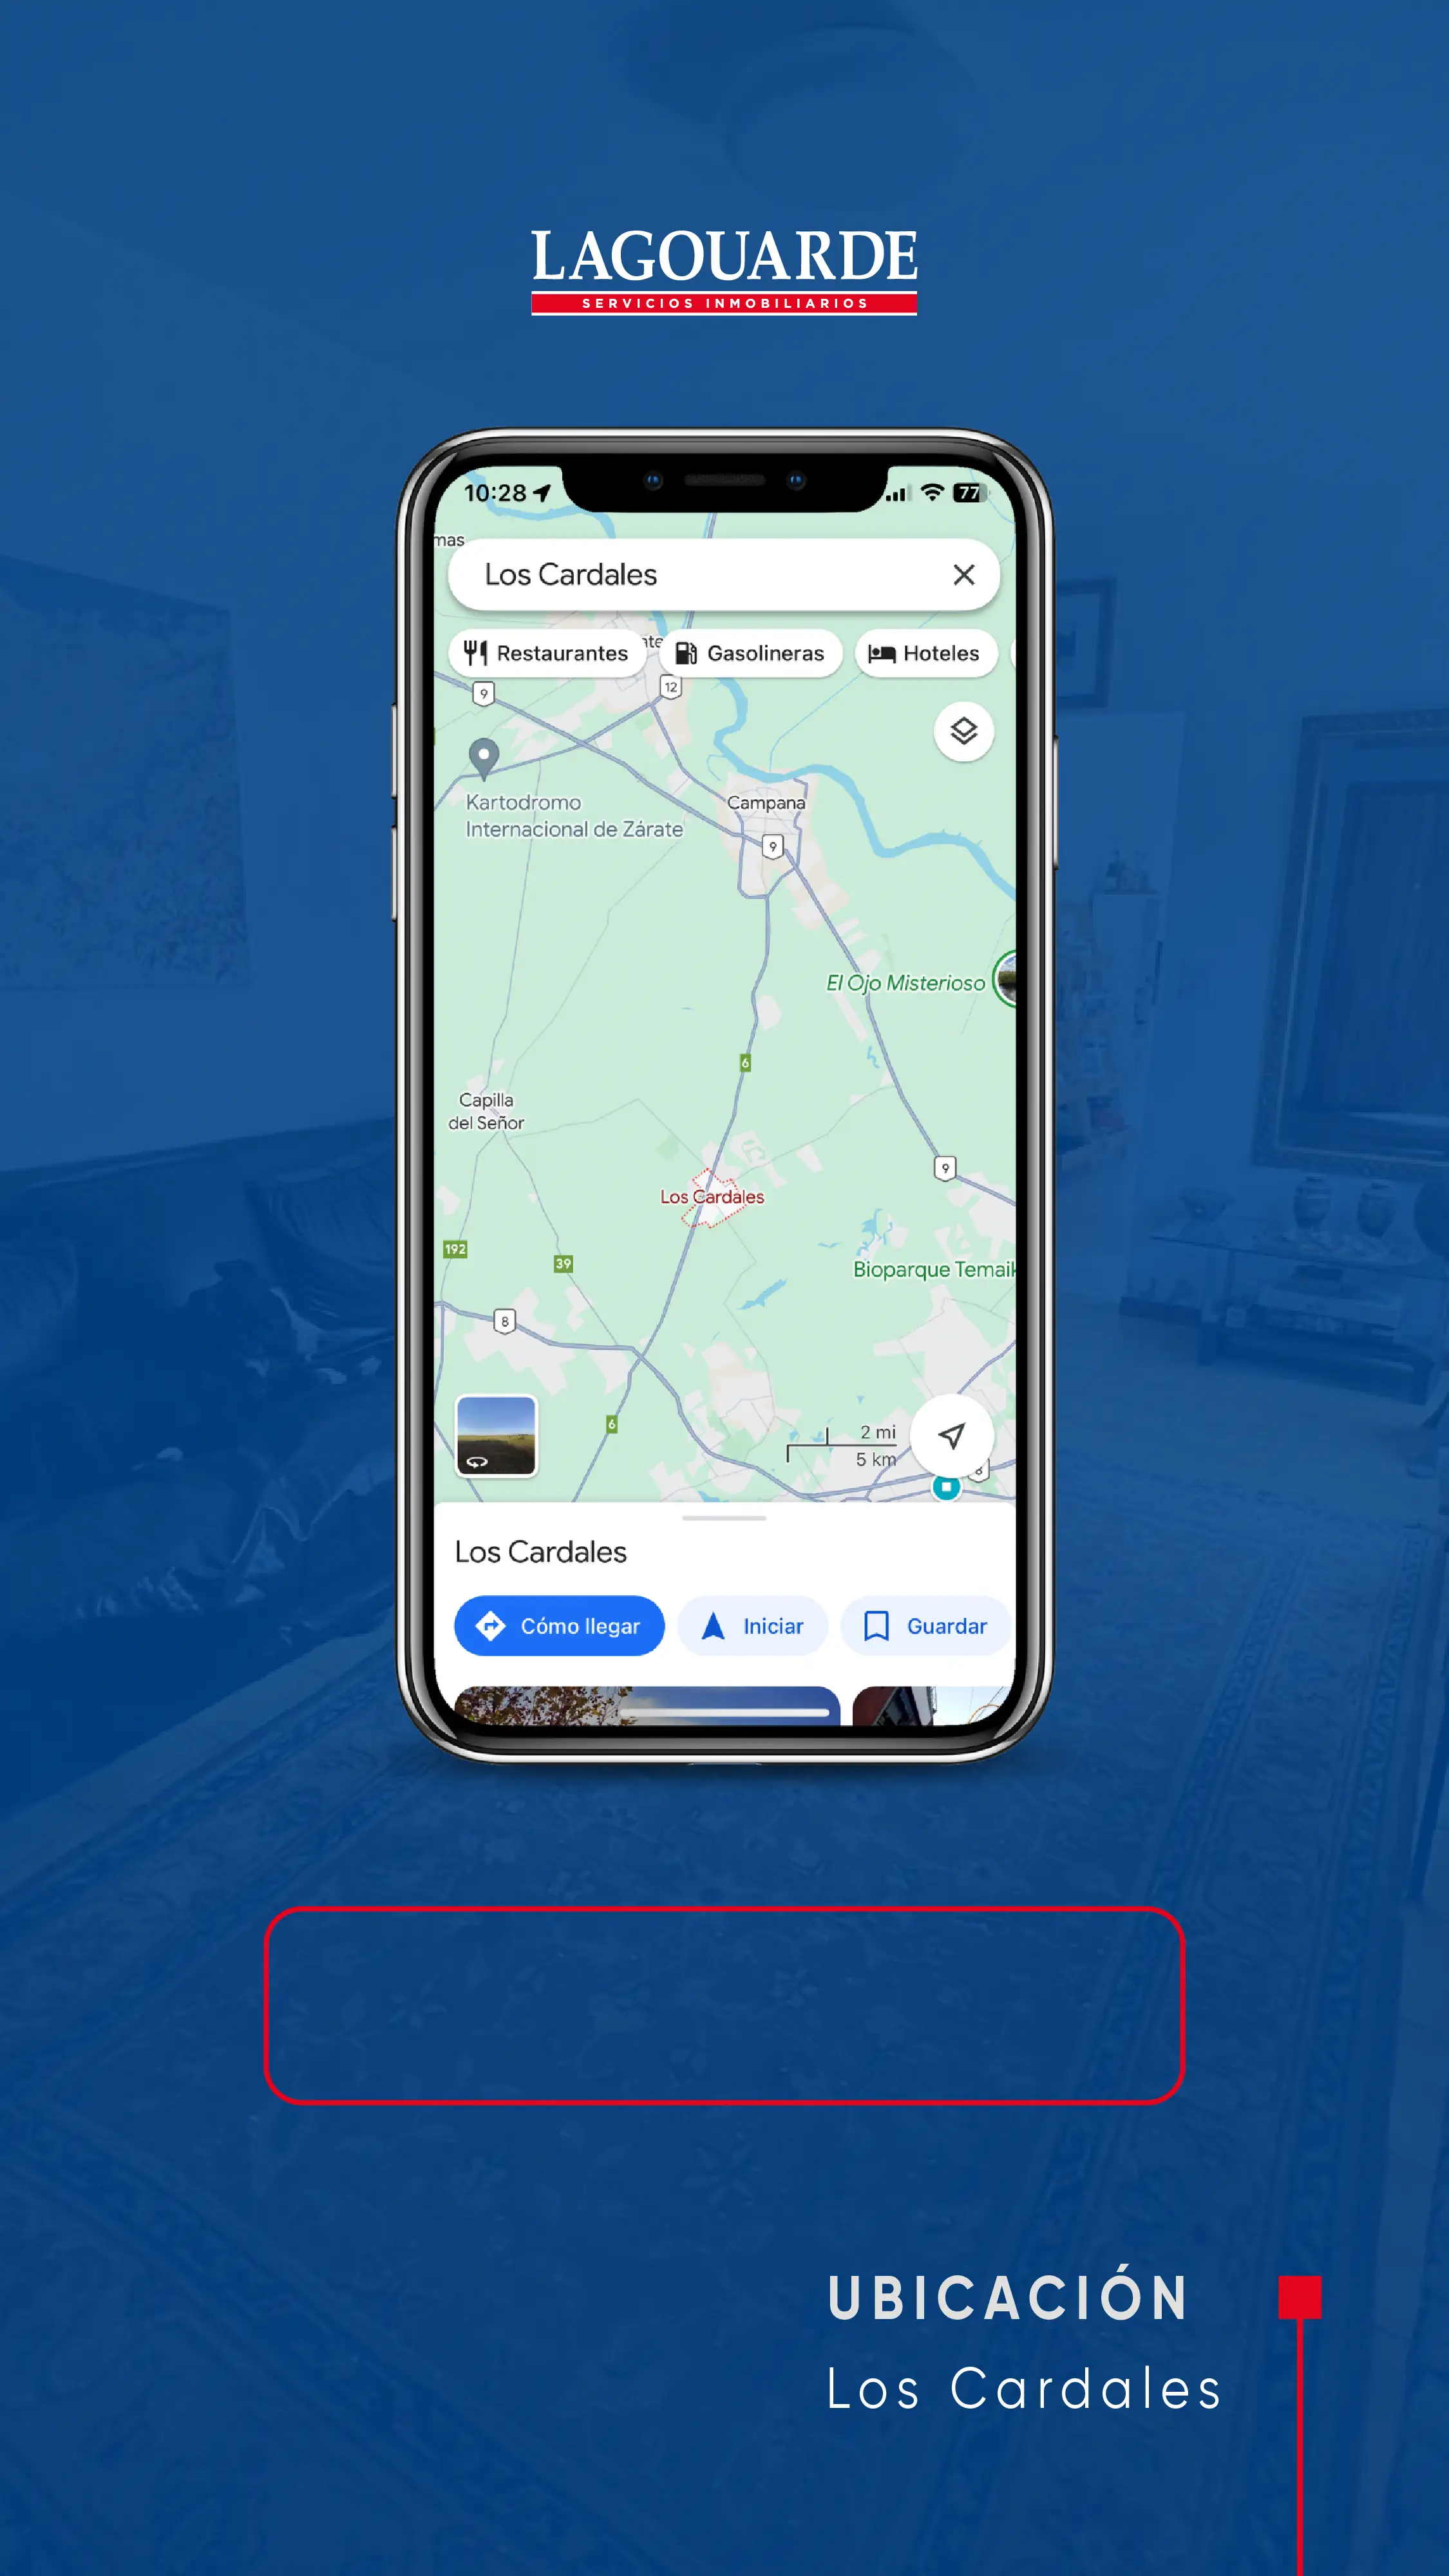 LAGOUARDE
SERVICIOS INMOBILIARIOS
10:28
77
mas
Los Cardales
Restaurantes
Gasolineras
Hoteles
9
12
Kartodromo
Internacional de Zárate
Campana
9
El Ojo Misterioso
6
Capilla
del Señor
9
Los Cardales
192
39
Bioparque Temaik
8
6
2 mi
5 km
8
Los Cardales
Cómo llegar
Iniciar
Guardar
UBICACIÓN
Los Cardales